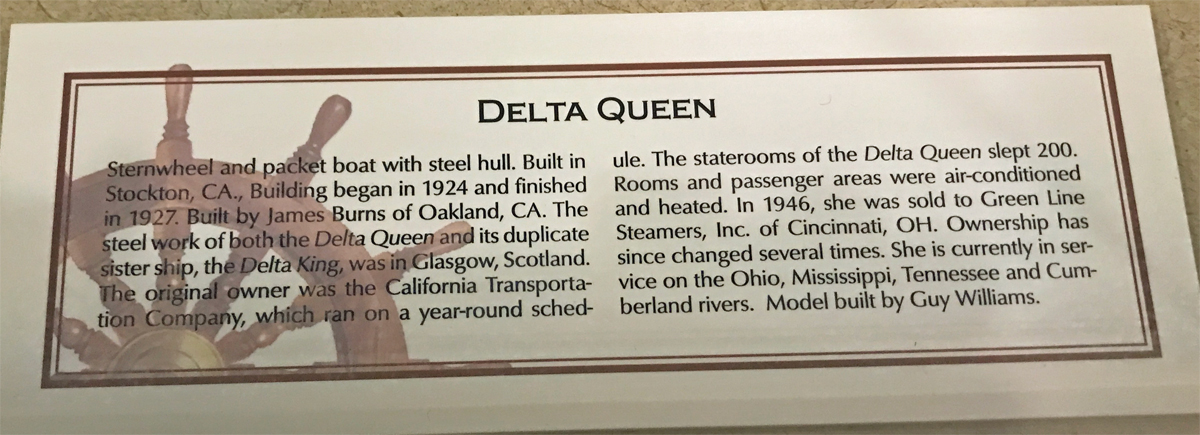 DELTA QUEEN
Sternwheel and packet boat with steel hull. Built in
Stockton, CA., Building began in 1924 and finished
in 1927. Built by James Burns of Oakland, CA. The
steel work of both the Delta Queen and its duplicate
sister ship, the Delta King, was in Glasgow, Scotland.
The original owner was the California Transporta-
tion Company, which ran on a year-round sched-
ule. The staterooms of the Delta Queen slept 200.
Rooms and passenger areas were air-conditioned
and heated. In 1946, she was sold to Green Line
Steamers, Inc. of Cincinnati, OH. Ownership has
since changed several times. She is currently in ser-
vice on the Ohio, Mississippi, Tennessee and Cum-
berland rivers. Model built by Guy Williams.